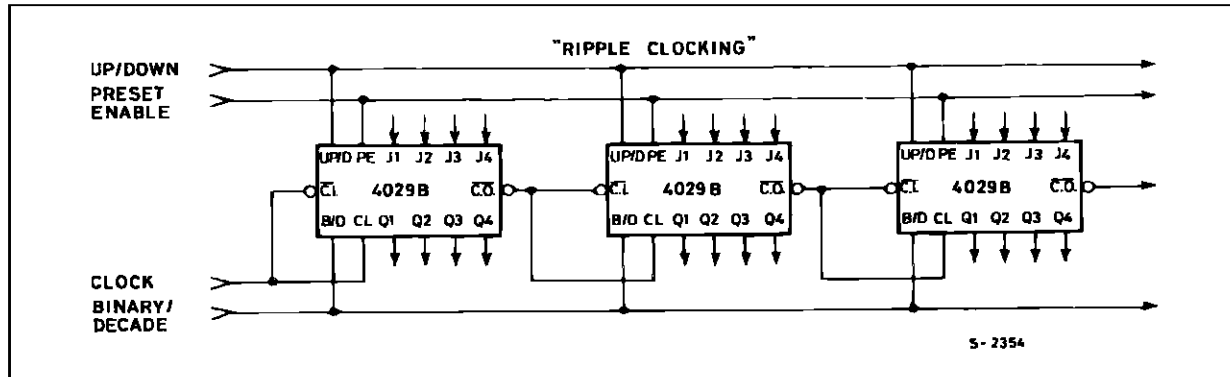 "RIPPLE CLOCKING"
UP/DOWN
PRESET
ENABLE
UP/D PE J1 J2 J3 J4
C.I. 4029B C.O.
B/D CL Q1 Q2 Q3 Q4
UP/D PE J1 J2 J3 J4
C.I. 4029B C.O.
B/D CL Q1 Q2 Q3 Q4
UP/D PE J1 J2 J3 J4
C.I. 4029B C.O.
B/D CL Q1 Q2 Q3 Q4
CLOCK
BINARY/
DECADE
S-2354